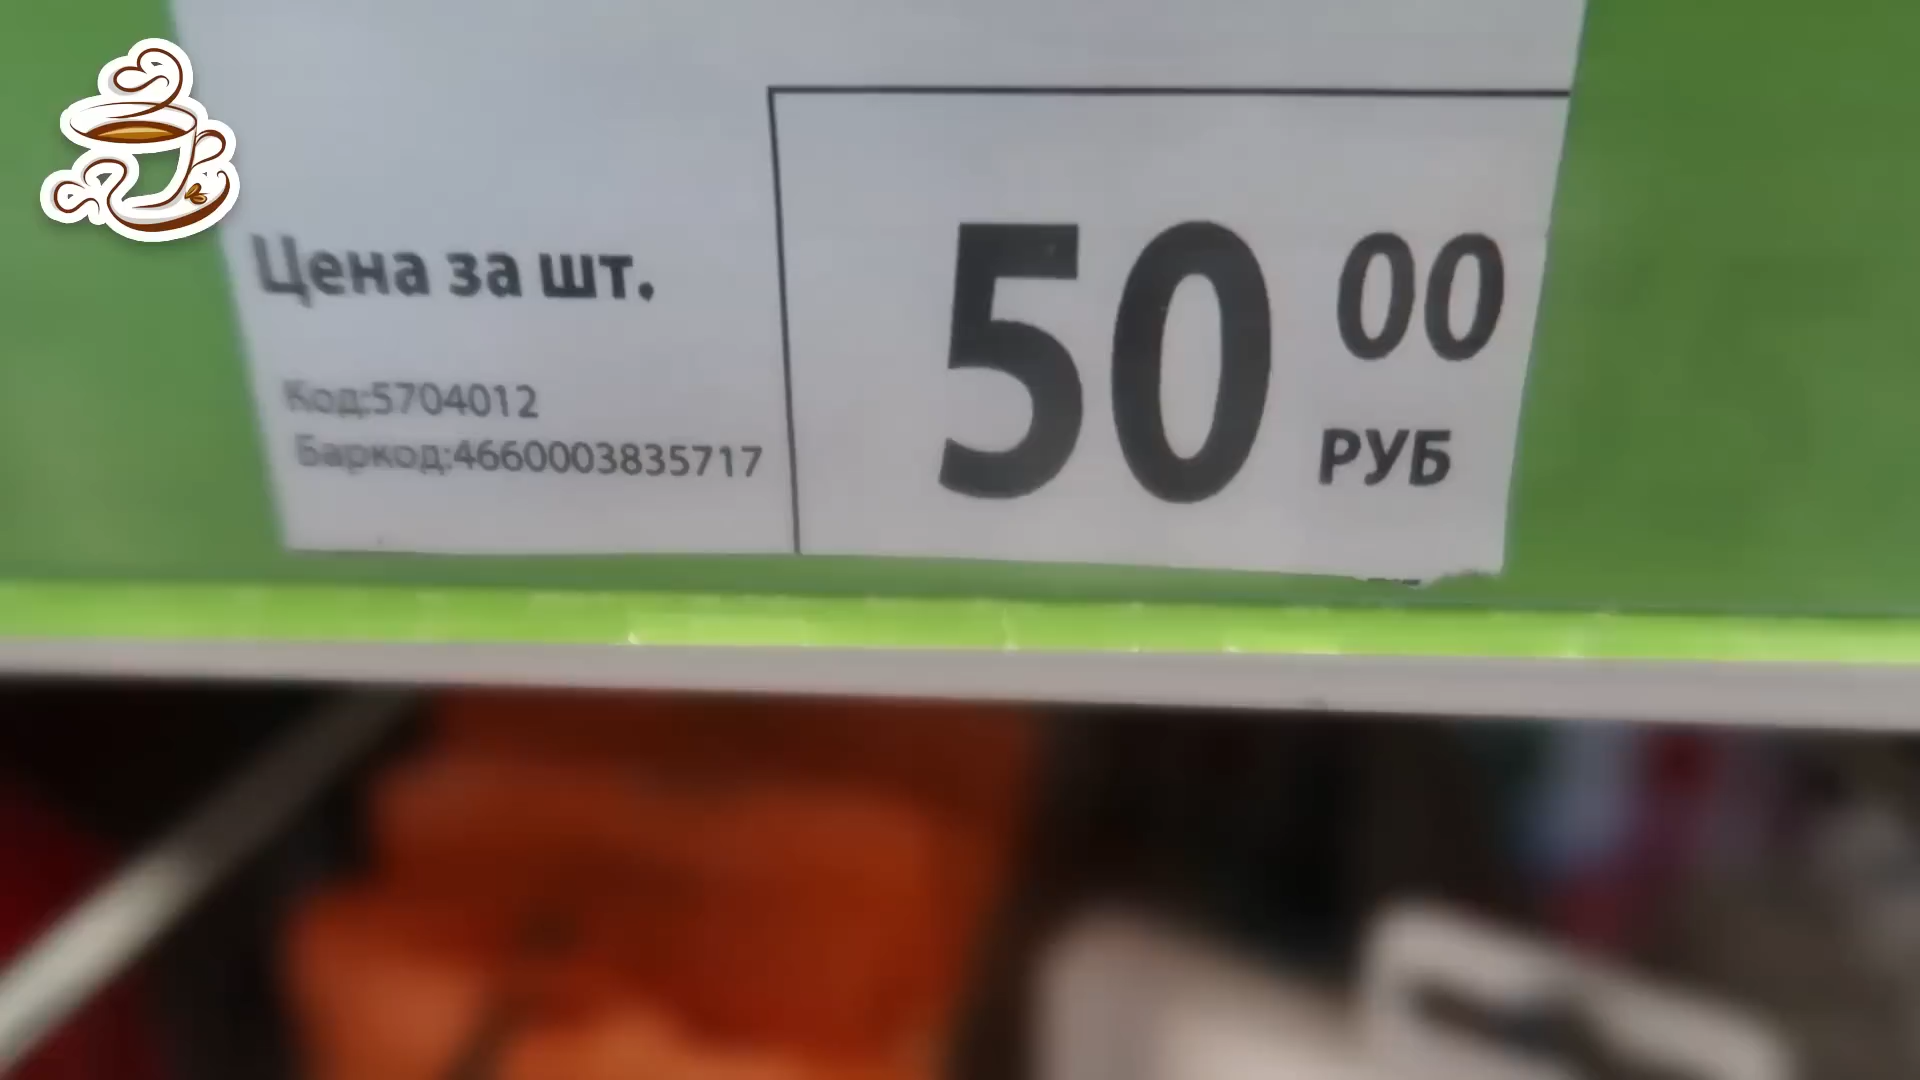 Цена за шт.
Код:5704012
Баркод:4660003835717
50 00
РУБ